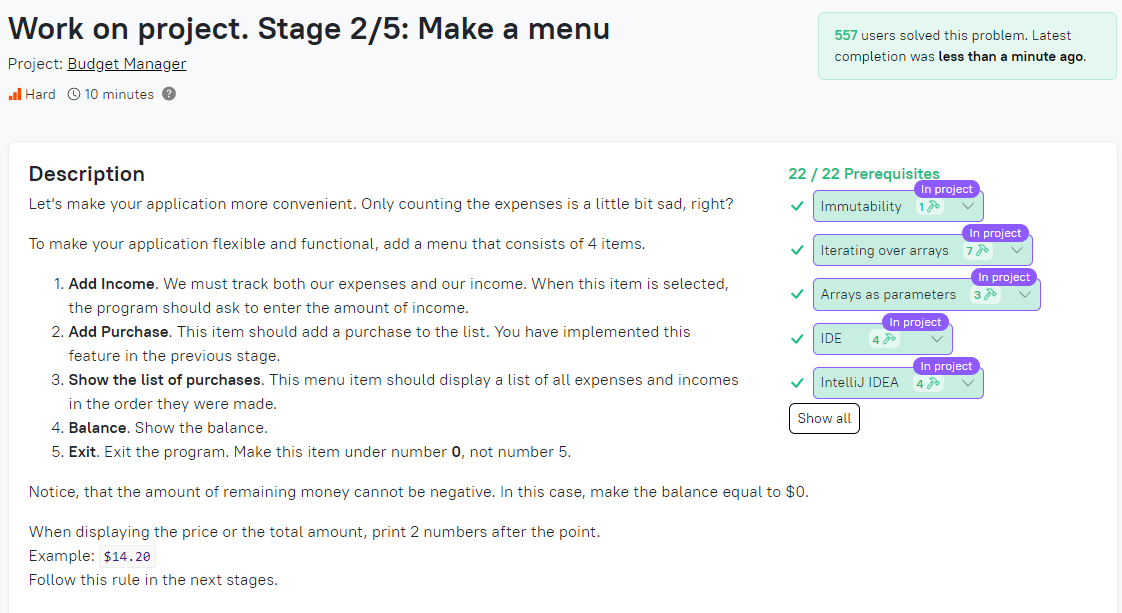 Work on project. Stage 2/5: Make a menu
Project: Budget Manager
Hard 10 minutes ?
557 users solved this problem. Latest
completion was less than a minute ago.
Description
Let's make your application more convenient. Only counting the expenses is a little bit sad, right?
To make your application flexible and functional, add a menu that consists of 4 items.
1. Add Income. We must track both our expenses and our income. When this item is selected,
the program should ask to enter the amount of income.
2. Add Purchase. This item should add a purchase to the list. You have implemented this
feature in the previous stage.
3. Show the list of purchases. This menu item should display a list of all expenses and incomes
in the order they were made.
4. Balance. Show the balance.
5. Exit. Exit the program. Make this item under number 0, not number 5.
Notice, that the amount of remaining money cannot be negative. In this case, make the balance equal to $0.
When displaying the price or the total amount, print 2 numbers after the point.
Example: $14.20
Follow this rule in the next stages.
22 / 22 Prerequisites
In project
Immutability 1
In project
Iterating over arrays 7
In project
Arrays as parameters 3
In project
IDE 4
In project
IntelliJ IDEA 4
Show all